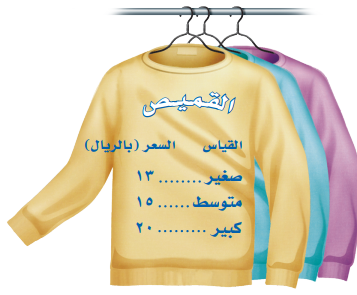 القميص
القياس السعر (بالريال)
صغير ........ ١٣
متوسط ...... ١٥
كبير ......... ٢٠